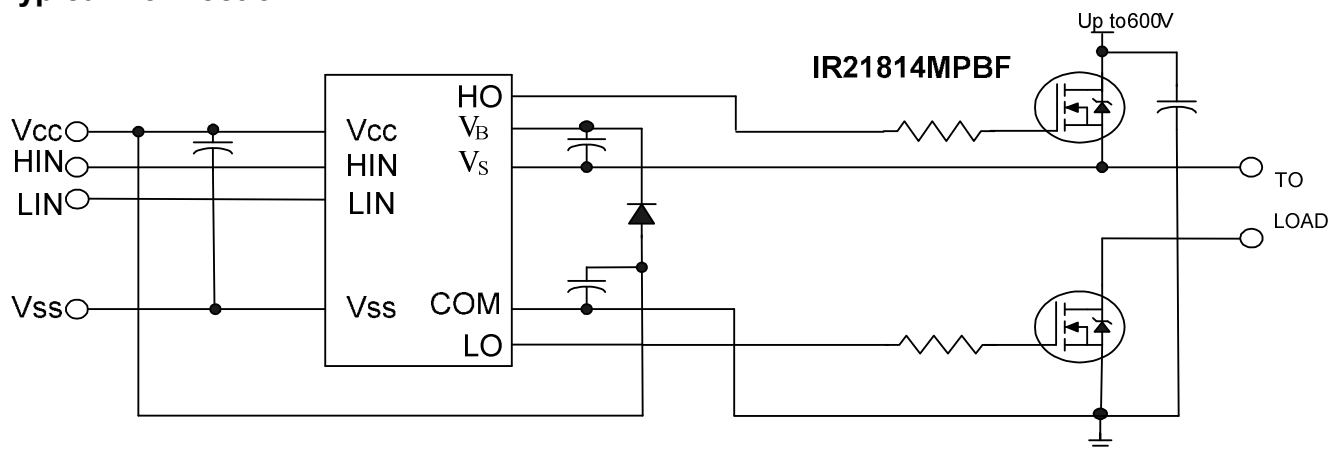 Up to600V
IR21814MPBF
HO
Vcc
Vcc
VB
HIN
HIN
VS
LIN
LIN
TO
LOAD
Vss
Vss
COM
LO